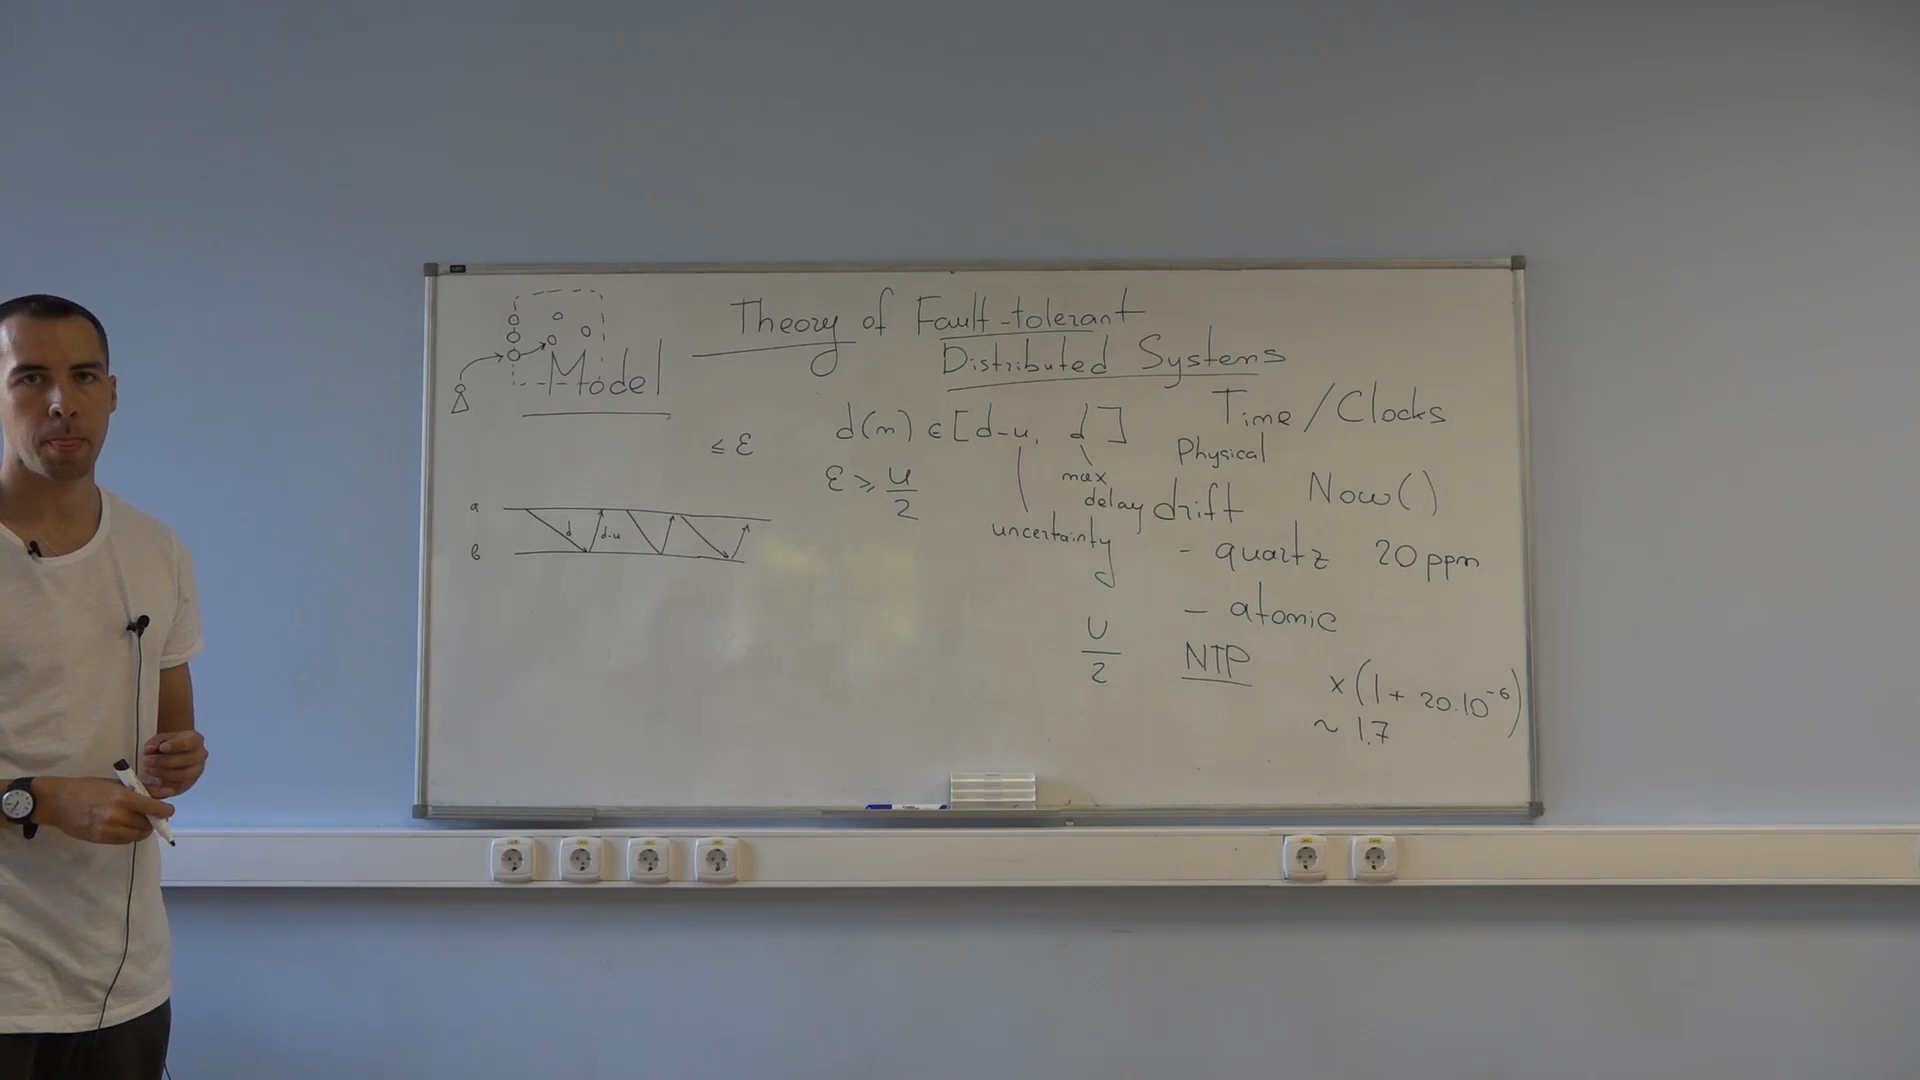 Theory of Fault-tolerant
Distributed Systems
Model
Time/Clocks
d(m) ∈ [d-u, d]
Physical
≤ ε
ε ≥ u/2
max
delay
uncertainty
drift
Now()
a
d
d-u
b
- quartz 20 ppm
- atomic
U/2
NTP
x(1 + 20.10^-6)
~ 1.7